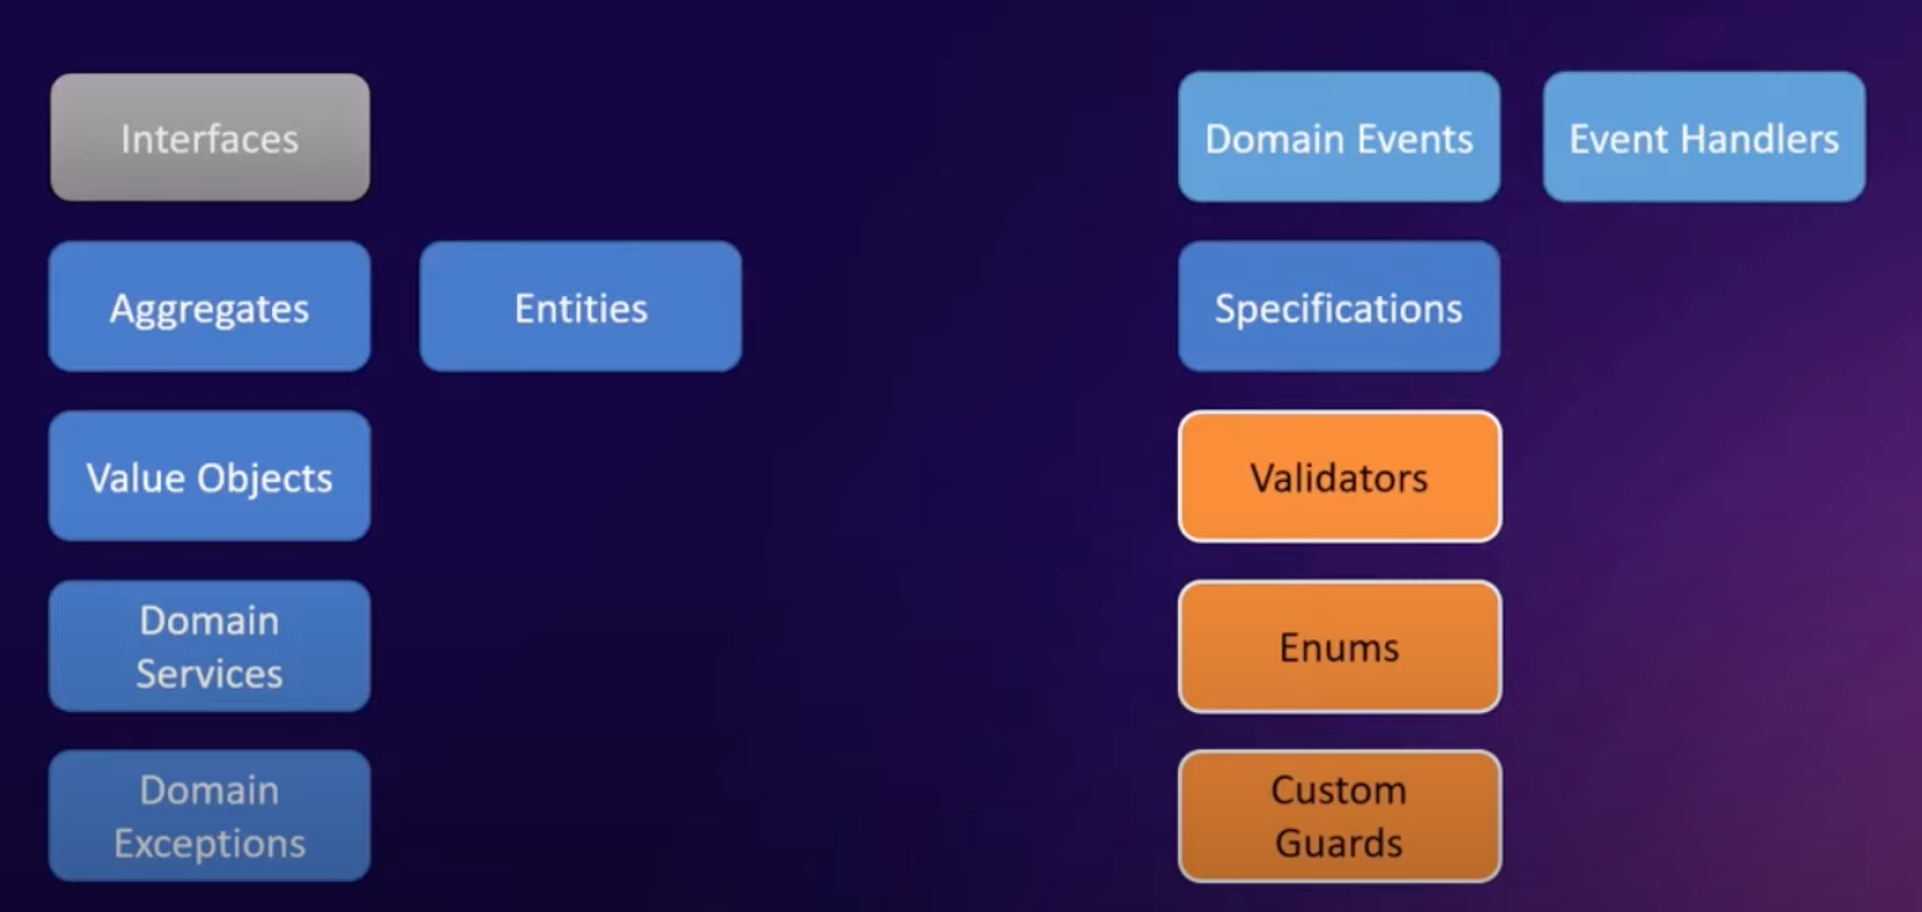 Interfaces
Domain Events
Event Handlers
Aggregates
Entities
Specifications
Value Objects
Validators
Domain
Services
Enums
Domain
Exceptions
Custom
Guards